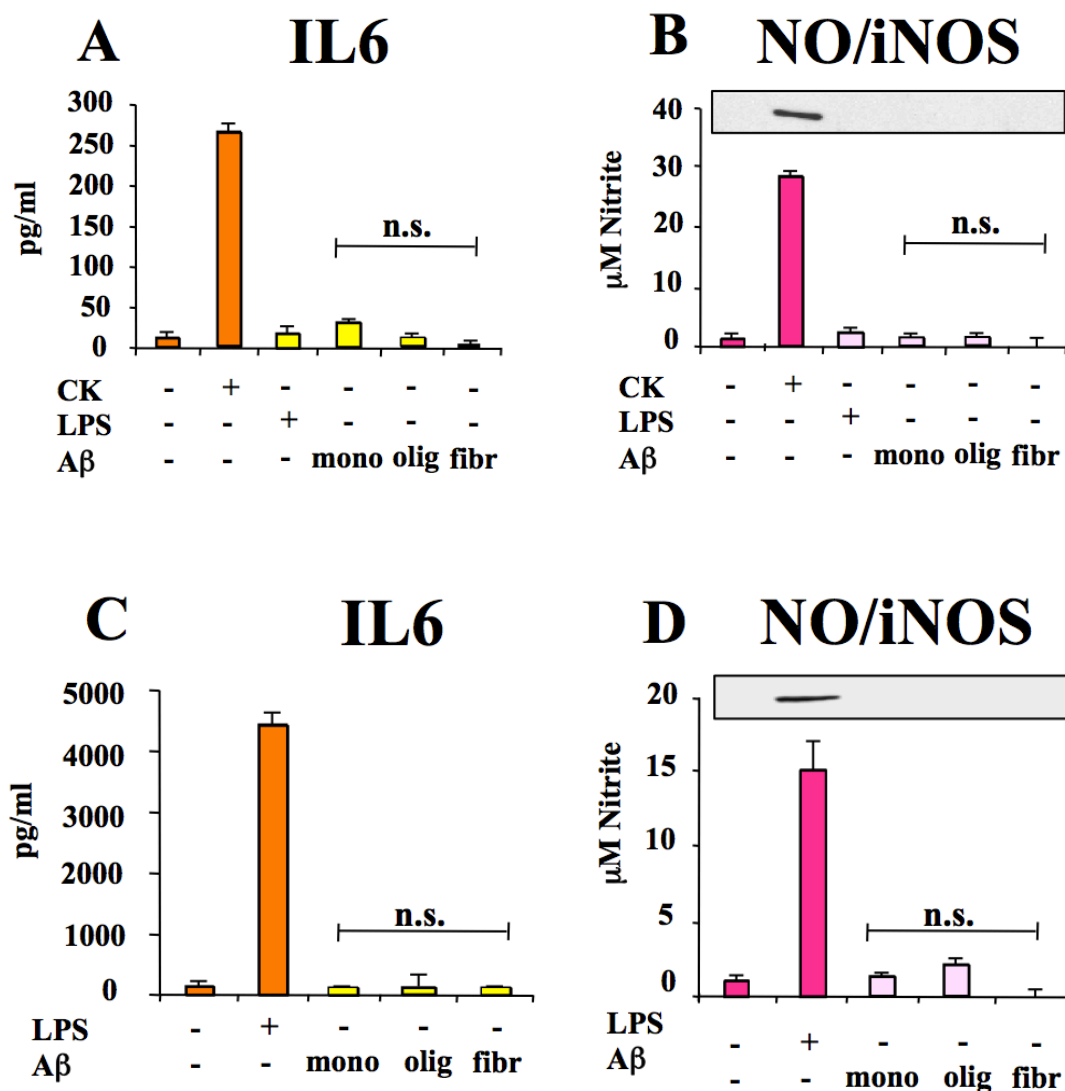 A IL6
300
250
200
150
100
50
0
pg/ml
n.s.
CK - + - - - -
LPS - - + - - -
Aβ - - - mono olig fibr
B NO/iNOS
40
30
20
10
0
μM Nitrite
n.s.
CK - + - - - -
LPS - - + - - -
Aβ - - - mono olig fibr
C IL6
5000
4000
3000
2000
1000
0
pg/ml
n.s.
LPS - + - - -
Aβ - - mono olig fibr
D NO/iNOS
20
15
10
5
0
μM Nitrite
n.s.
LPS - + - - -
Aβ - - mono olig fibr